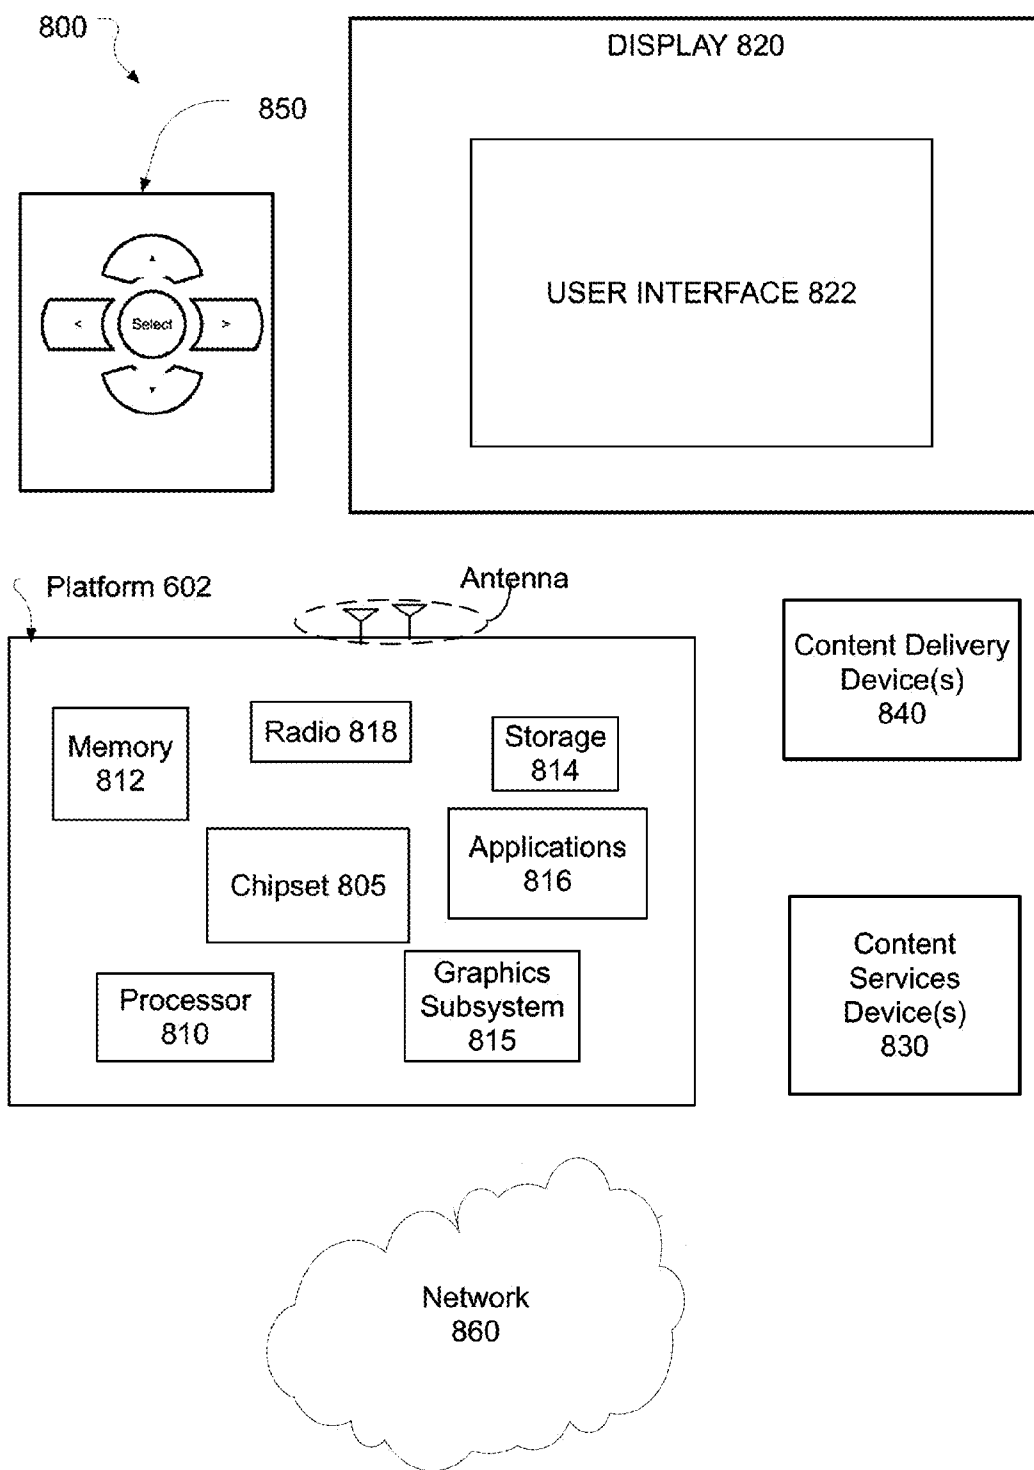 800
850
DISPLAY 820
USER INTERFACE 822
<
Select
>
Platform 602
Antenna
Memory
812
Radio 818
Storage
814
Chipset 805
Applications
816
Processor
810
Graphics
Subsystem
815
Content Delivery
Device(s)
840
Content
Services
Device(s)
830
Network
860